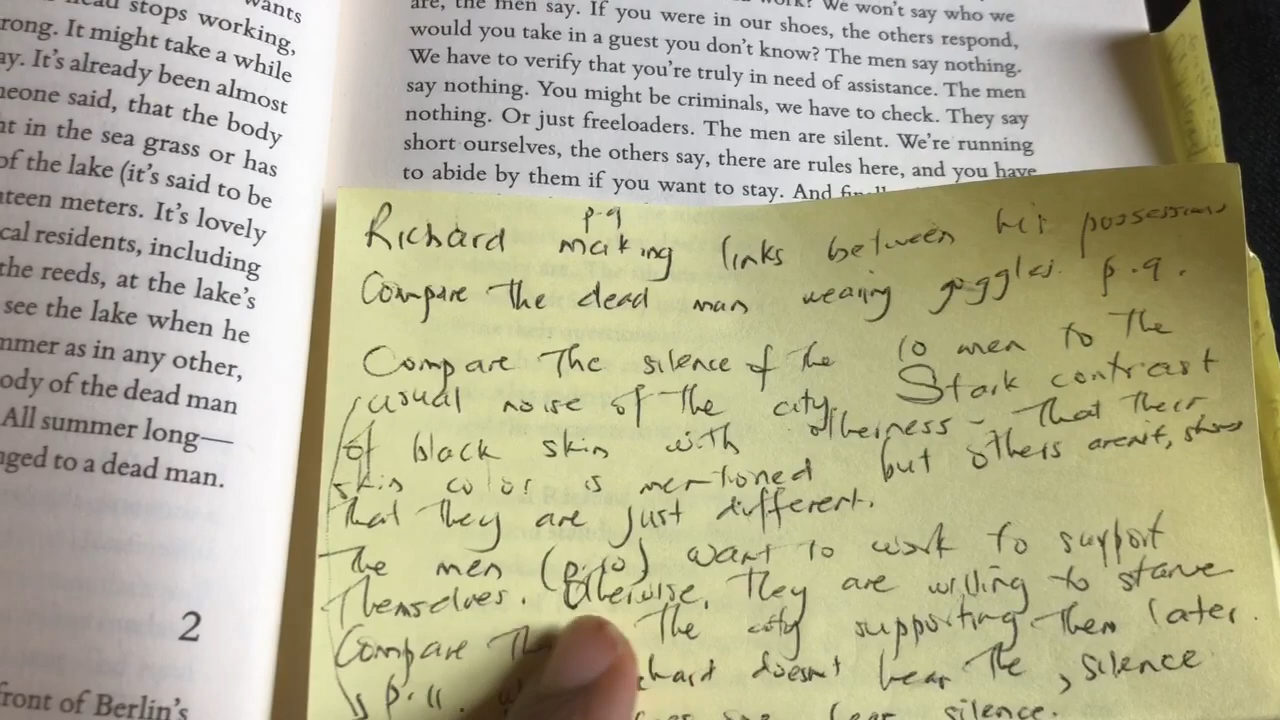 wants
head stops working,
rong. It might take a while
ay. It's already been almost
meone said, that the body
nt in the sea grass or has
of the lake (it's said to be
nteen meters. It's lovely
cal residents, including
the reeds, at the lake's
see the lake when he
mmer as in any other,
ody of the dead man
All summer long—
nged to a dead man.
2
front of Berlin's
work? We won't say who we
are, the men say. If you were in our shoes, the others respond,
would you take in a guest you don't know? The men say nothing.
We have to verify that you're truly in need of assistance. The men
say nothing. You might be criminals, we have to check. They say
nothing. Or just freeloaders. The men are silent. We're running
short ourselves, the others say, there are rules here, and you have
to abide by them if you want to stay. And
p.9
Richard making links between his possessions
Compare the dead man wearing goggles. p.9.
Compare the silence of the 10 men to the
usual noise of the city. Stark contrast
of black skin with otherness - that their
skin color is mentioned but others aren't, shows
that they are just different.
The men (p.10) want to work to support
themselves. Otherwise, they are willing to starve
Compare the city supporting them later.
p.11. doesn't hear the silence
silence.